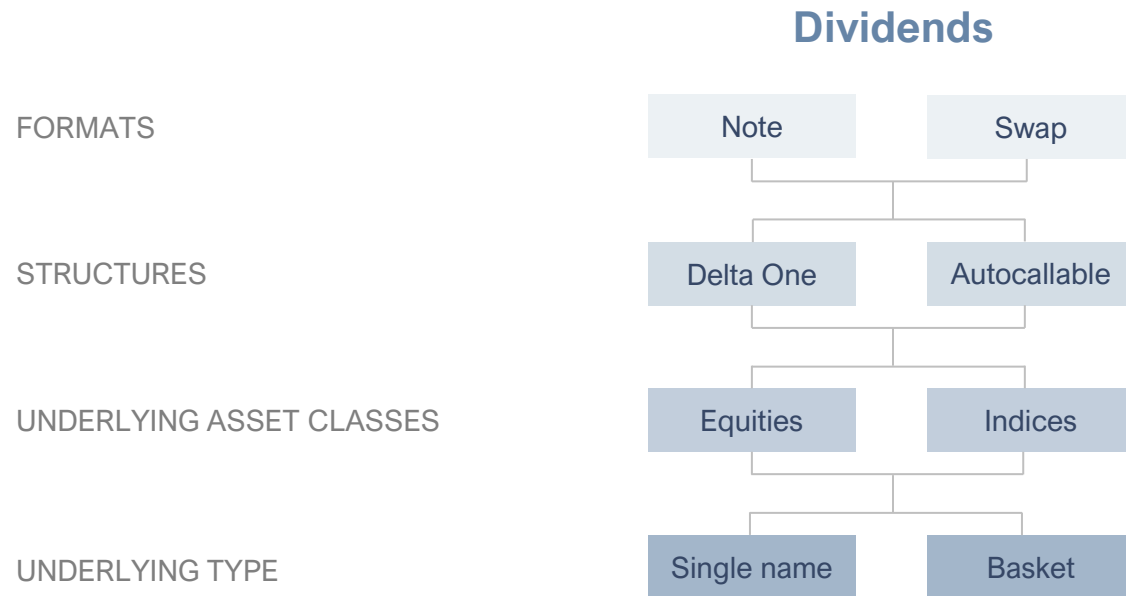 Dividends
FORMATS
Note
Swap
STRUCTURES
Delta One
Autocallable
UNDERLYING ASSET CLASSES
Equities
Indices
UNDERLYING TYPE
Single name
Basket